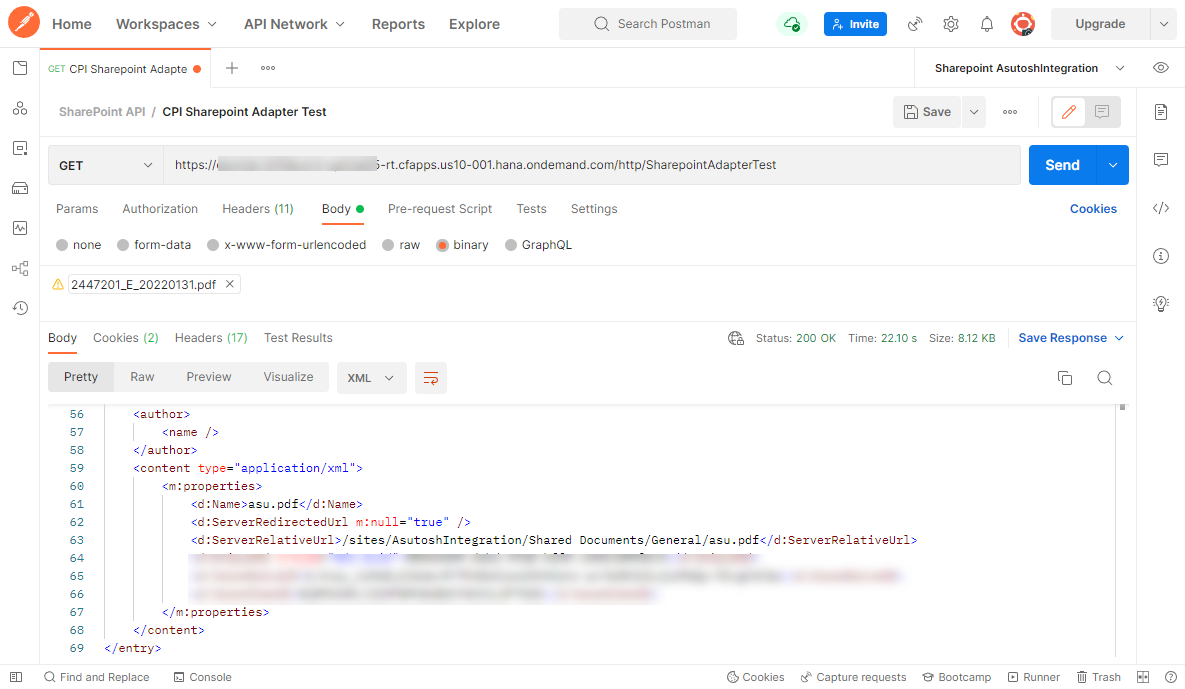 Home Workspaces API Network Reports Explore Search Postman Invite Upgrade
GET CPI Sharepoint Adapte Sharepoint AsutoshIntegration
SharePoint API / CPI Sharepoint Adapter Test Save
GET https:// 5-rt.cfapps.us10-001.hana.ondemand.com/http/SharepointAdapterTest Send
Params Authorization Headers (11) Body Pre-request Script Tests Settings Cookies
none form-data x-www-form-urlencoded raw binary GraphQL
2447201_E_20220131.pdf
Body Cookies (2) Headers (17) Test Results Status: 200 OK Time: 22.10 s Size: 8.12 KB Save Response
Pretty Raw Preview Visualize XML
56 <author>
57 <name />
58 </author>
59 <content type="application/xml">
60 <m:properties>
61 <d:Name>asu.pdf</d:Name>
62 <d:ServerRedirectedUrl m:null="true" />
63 <d:ServerRelativeUrl>/sites/AsutoshIntegration/Shared Documents/General/asu.pdf</d:ServerRelativeUrl>
64
65
66
67 </m:properties>
68 </content>
69 </entry>
Find and Replace Console Cookies Capture requests Bootcamp Runner Trash